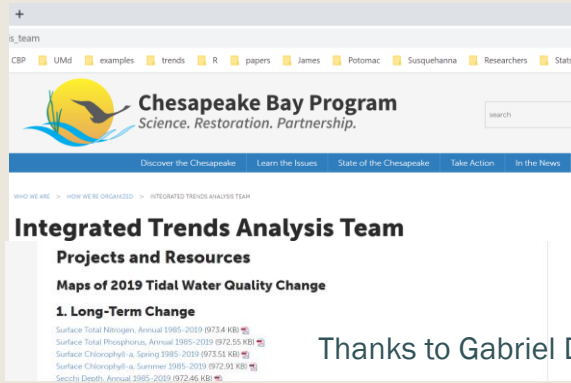 +
s_team
CBP UMd examples trends R papers James Potomac Susquehanna Researchers Stats
Chesapeake Bay Program
Science. Restoration. Partnership.
search
Discover the Chesapeake Learn the Issues State of the Chesapeake Take Action In the News
WHO WE ARE > HOW WE'RE ORGANIZED > INTEGRATED TRENDS ANALYSIS TEAM
Integrated Trends Analysis Team
Projects and Resources
Maps of 2019 Tidal Water Quality Change
1. Long-Term Change
Surface Total Nitrogen, Annual 1985-2019 (973.4 KB)
Surface Total Phosphorus, Annual 1985-2019 (972.55 KB)
Surface Chlorophyll-a, Spring 1985-2019 (973.51 KB)
Surface Chlorophyll-a, Summer 1985-2019 (972.91 KB)
Secchi Depth, Annual 1985-2019 (972.46 KB)
Thanks to Gabriel D